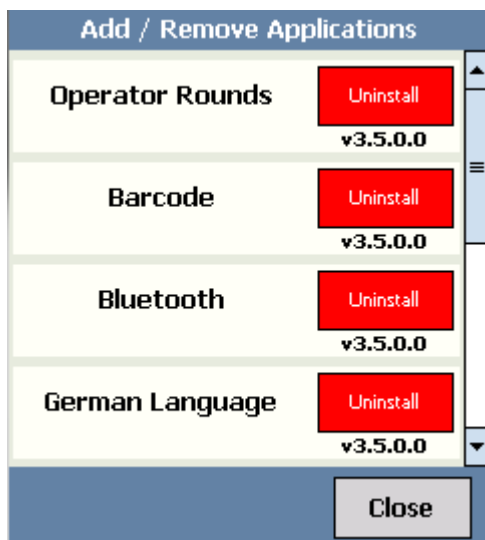 Add / Remove Applications
Operator Rounds
Uninstall
v3.5.0.0
Barcode
Uninstall
v3.5.0.0
Bluetooth
Uninstall
v3.5.0.0
German Language
Uninstall
v3.5.0.0
Close